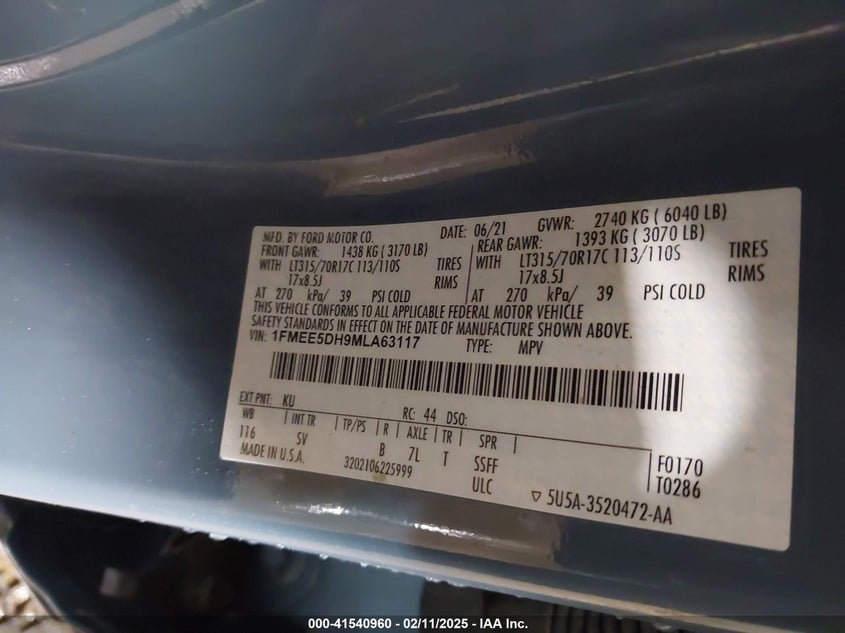 MFD. BY FORD MOTOR CO. DATE: 06/21 GVWR: 2740 KG ( 6040 LB)
FRONT GAWR: 1438 KG ( 3170 LB) REAR GAWR: 1393 KG ( 3070 LB)
WITH LT315/70R17C 113/110S TIRES WITH LT315/70R17C 113/110S TIRES
17x8.5J RIMS 17x8.5J RIMS
AT 270 kPa/ 39 PSI COLD AT 270 kPa/ 39 PSI COLD
THIS VEHICLE CONFORMS TO ALL APPLICABLE FEDERAL MOTOR VEHICLE
SAFETY STANDARDS IN EFFECT ON THE DATE OF MANUFACTURE SHOWN ABOVE.
VIN: 1FMEE5DH9MLA63117 TYPE: MPV
EXT PNT: KU RC: 44 DSO:
WB INT TR TP/PS R AXLE TR SPR
116 SV B 7L T SSFF F0170
MADE IN U.S.A. 3202106225999 ULC T0286
▽ 5U5A-3520472-AA
000-41540960 - 02/11/2025 - IAA Inc.